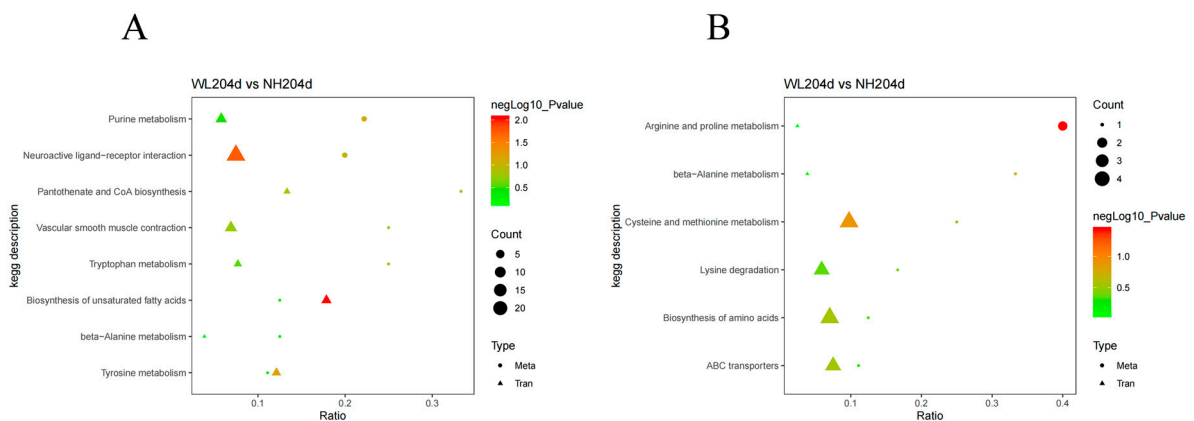 A
WL204d vs NH204d
kegg description
Purine metabolism
Neuroactive ligand−receptor interaction
Pantothenate and CoA biosynthesis
Vascular smooth muscle contraction
Tryptophan metabolism
Biosynthesis of unsaturated fatty acids
beta−Alanine metabolism
Tyrosine metabolism
0.1 0.2 0.3
Ratio
negLog10_Pvalue
2.0
1.5
1.0
0.5
Count
5
10
15
20
Type
Meta
Tran
B
WL204d vs NH204d
kegg description
Arginine and proline metabolism
beta−Alanine metabolism
Cysteine and methionine metabolism
Lysine degradation
Biosynthesis of amino acids
ABC transporters
0.1 0.2 0.3 0.4
Ratio
Count
1
2
3
4
negLog10_Pvalue
1.0
0.5
Type
Meta
Tran